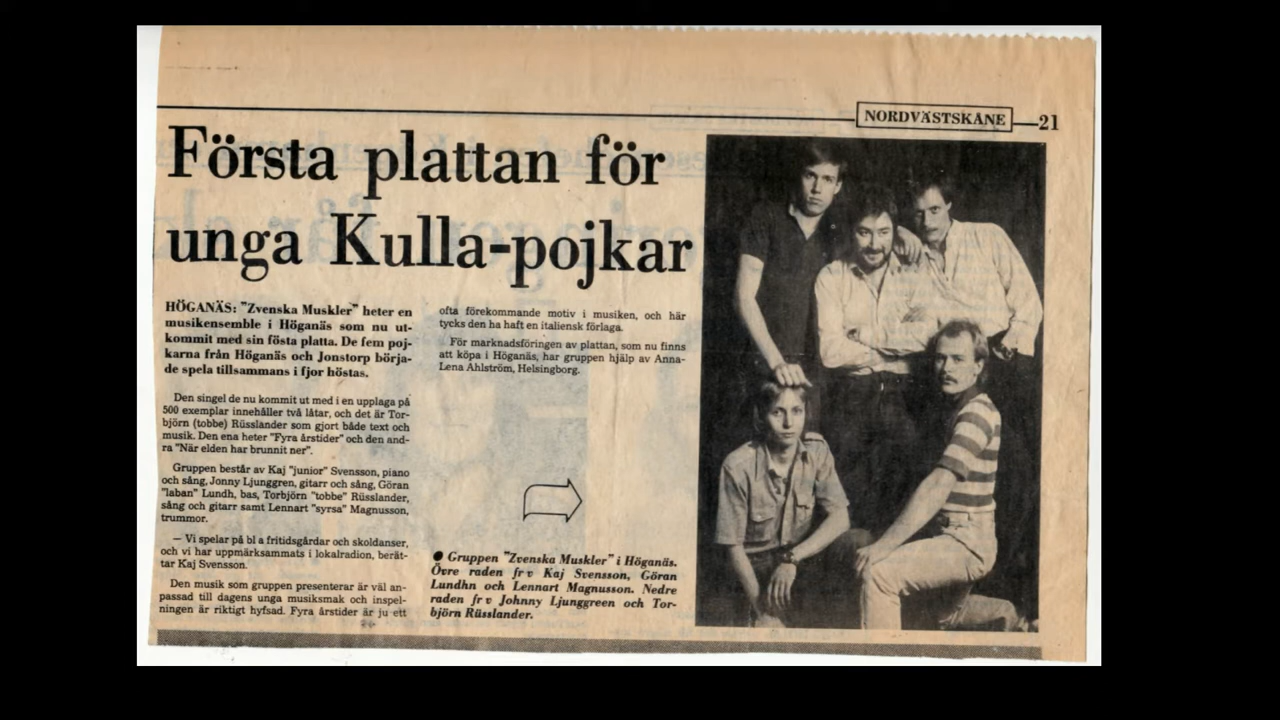 NORDVÄSTSKÅNE
21
Första plattan för
unga Kulla-pojkar
HÖGANÄS: "Zvenska Muskler" heter en
musikensemble i Höganäs som nu ut-
kommit med sin fösta platta. De fem poj-
karna från Höganäs och Jonstorp börja-
de spela tillsammans i fjor höstas.
Den singel de nu kommit ut med i en upplaga på
500 exemplar innehåller två låtar, och det är Tor-
björn (tobbe) Rüsslander som gjort både text och
musik. Den ena heter "Fyra årstider" och den and-
ra "När elden har brunnit ner".
Gruppen består av Kaj "junior" Svensson, piano
och sång, Jonny Ljunggren, gitarr och sång, Göran
"laban" Lundh, bas, Torbjörn "tobbe" Rüsslander,
sång och gitarr samt Lennart "syrsa" Magnusson,
trummor.
— Vi spelar på bl a fritidsgårdar och skoldanser,
och vi har uppmärksammats i lokalradion, berät-
tar Kaj Svensson.
Den musik som gruppen presenterar är väl an-
passad till dagens unga musiksmak och inspel-
ningen är riktigt hyfsad. Fyra årstider är ju ett
ofta förekommande motiv i musiken, och här
tycks den ha haft en italiensk förlaga.
För marknadsföringen av plattan, som nu finns
att köpa i Höganäs, har gruppen hjälp av Anna-
Lena Ahlström, Helsingborg.
● Gruppen "Zvenska Muskler" i Höganäs.
Övre raden fr v Kaj Svensson, Göran
Lundhn och Lennart Magnusson. Nedre
raden fr v Johnny Ljunggreen och Tor-
björn Rüsslander.